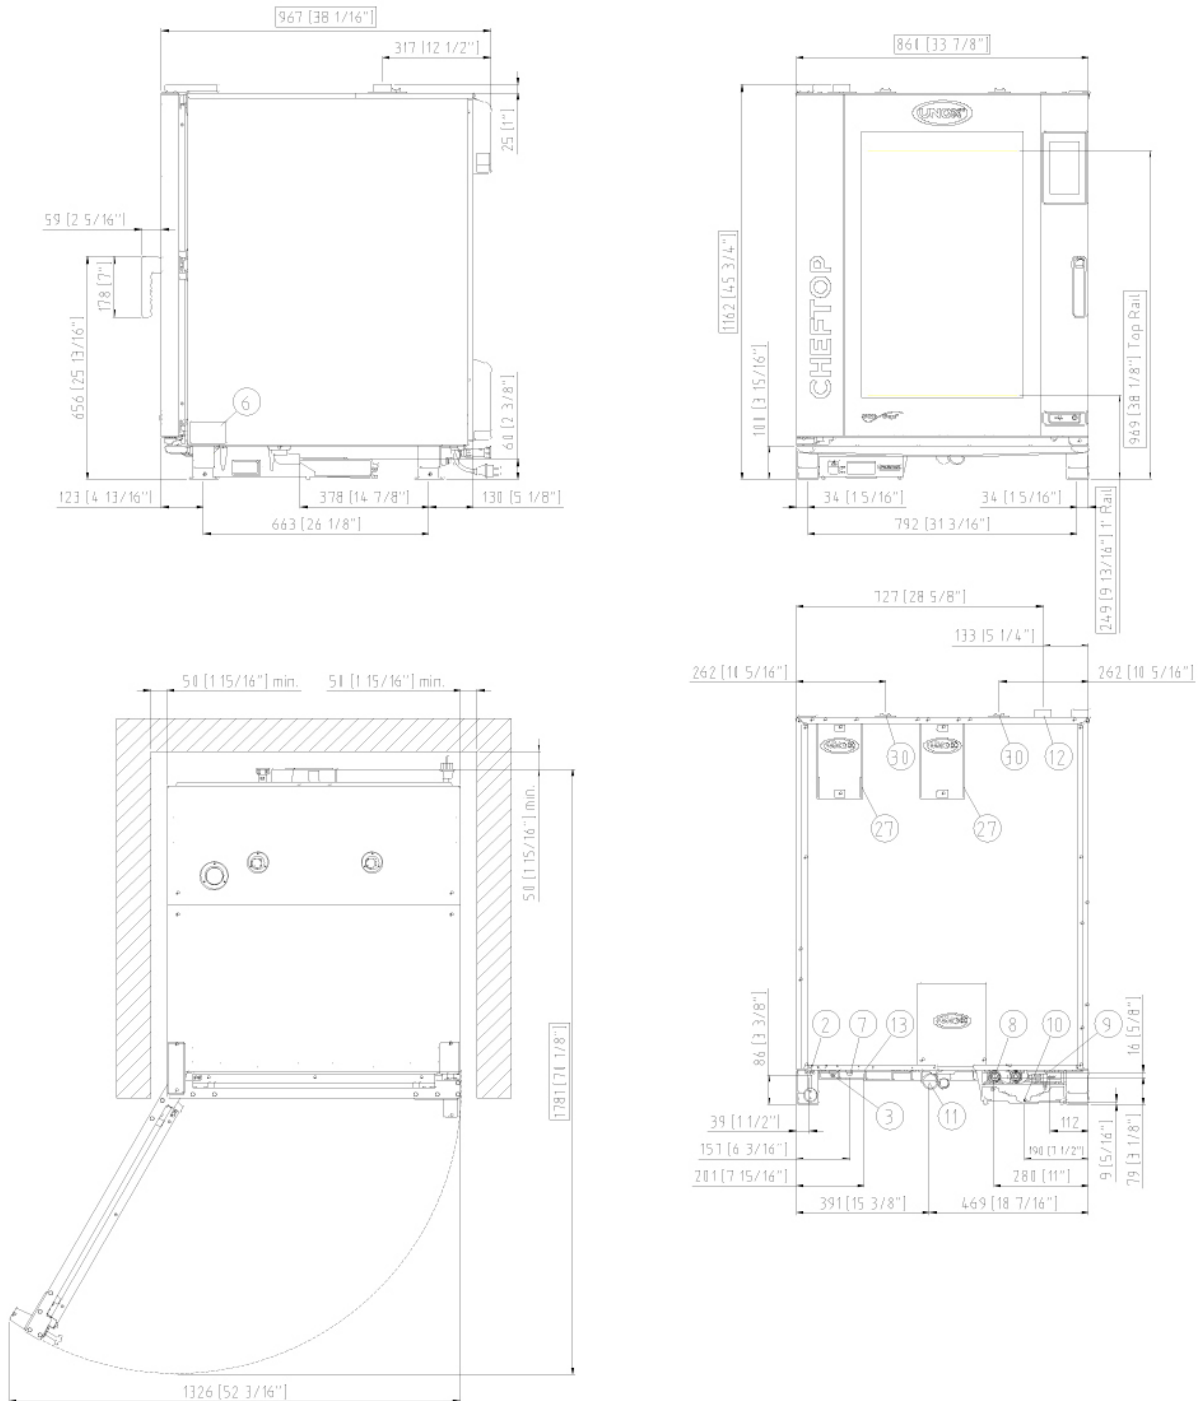 967 [38 1/16"]
317 [12 1/2"]
25 [1"]
59 [2 5/16"]
178 [7"]
656 [25 13/16"]
6
60 [2 3/8"]
123 [4 13/16"]
378 [14 7/8"]
130 [5 1/8"]
663 [26 1/8"]
860 [33 7/8"]
UNOX
1162 [45 3/4"]
CHEFTOP
100 [3 15/16"]
969 [38 1/8"] Top Rail
34 [1 5/16"]
34 [1 5/16"]
792 [31 3/16"]
249 [9 13/16"] 1' Rail
50 [1 15/16"] min.
50 [1 15/16"] min.
50 [1 15/16"] min.
1781 [70 1/8"]
1326 [52 3/16"]
727 [28 5/8"]
133 [5 1/4"]
262 [10 5/16"]
262 [10 5/16"]
30
30
12
27
27
86 [3 3/8"]
2
7
13
8
10
9
16 [5/8"]
3
11
39 [1 1/2"]
112
157 [6 3/16"]
190 [7 1/2"]
9 [5/16"]
79 [3 1/8"]
201 [7 15/16"]
280 [11"]
391 [15 3/8"]
469 [18 7/16"]